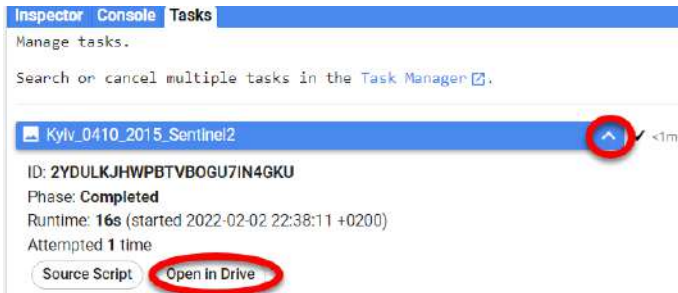 Inspector Console Tasks
Manage tasks.
Search or cancel multiple tasks in the Task Manager.
Kyiv_0410_2015_Sentinel2 <1m
ID: 2YDULKJHWPBTVBOGU7IN4GKU
Phase: Completed
Runtime: 16s (started 2022-02-02 22:38:11 +0200)
Attempted 1 time
Source Script Open in Drive